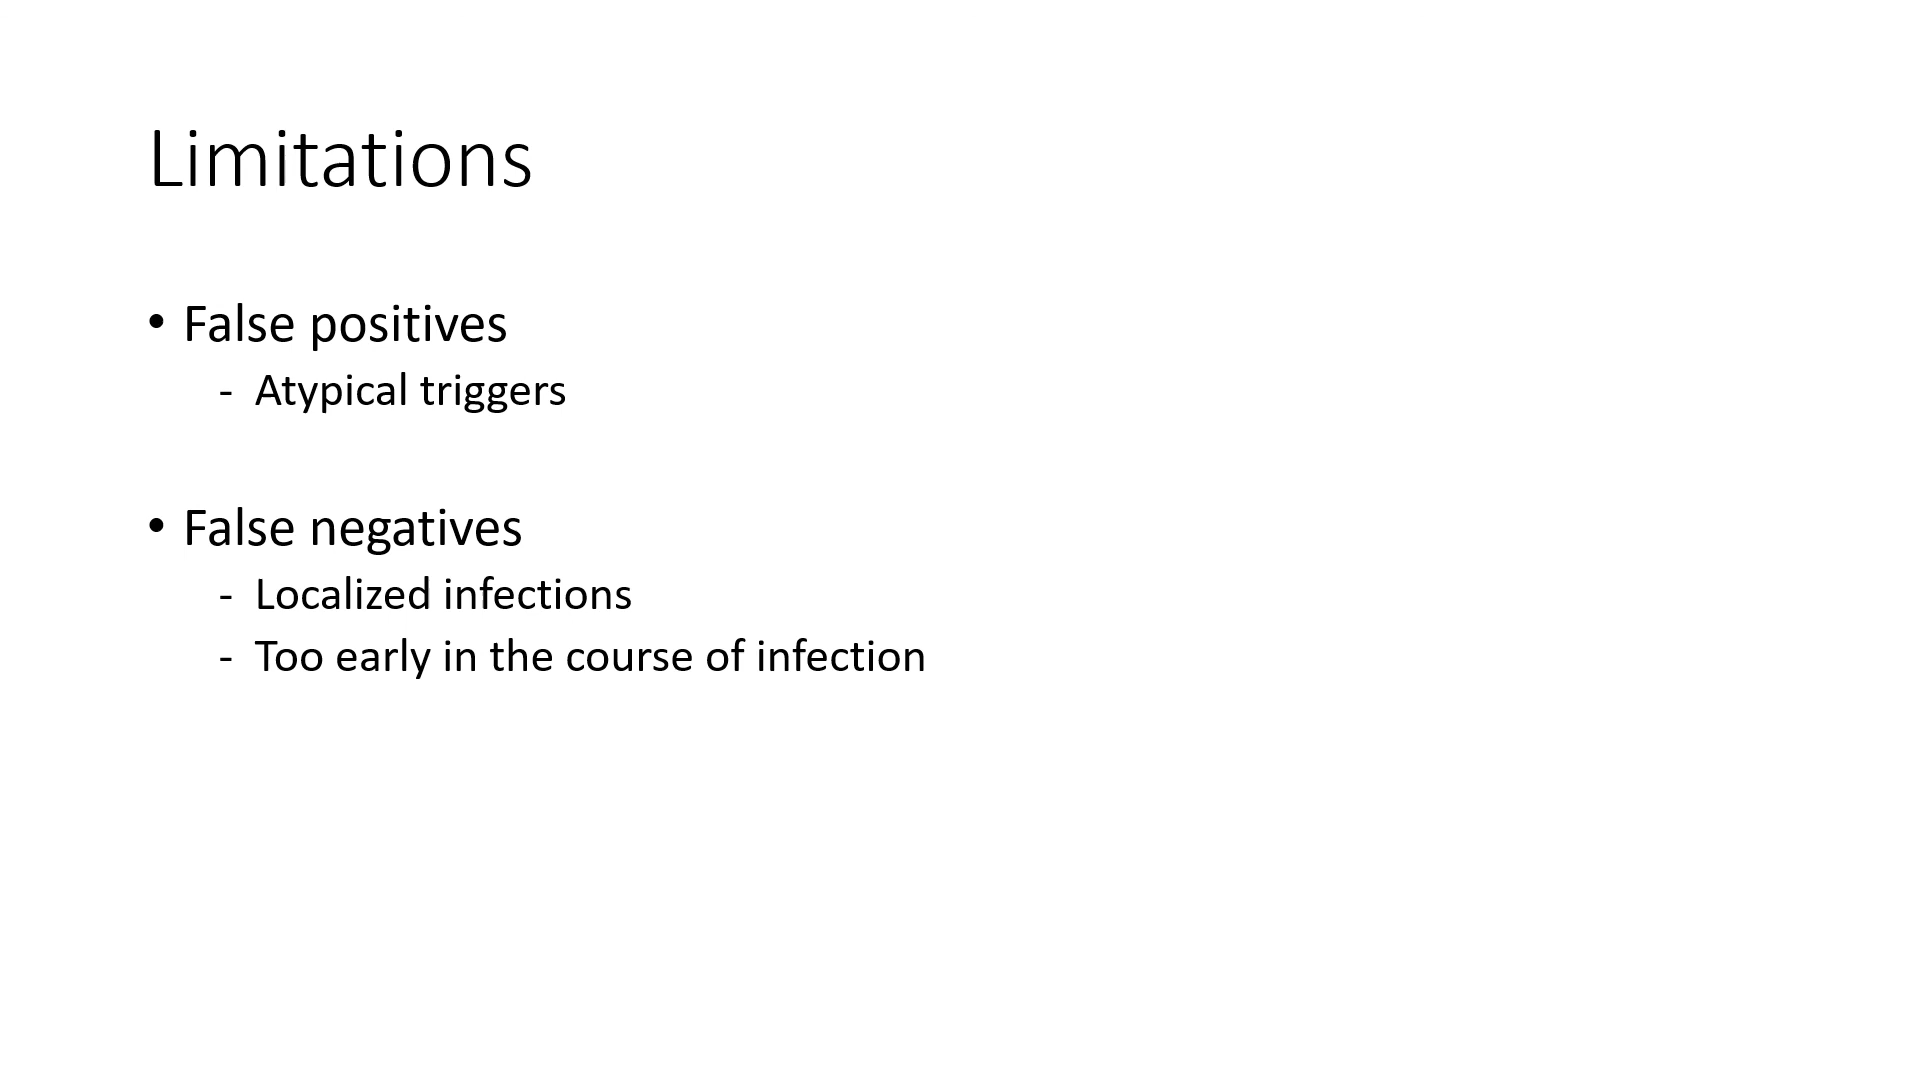 Limitations
• False positives
- Atypical triggers
• False negatives
- Localized infections
- Too early in the course of infection